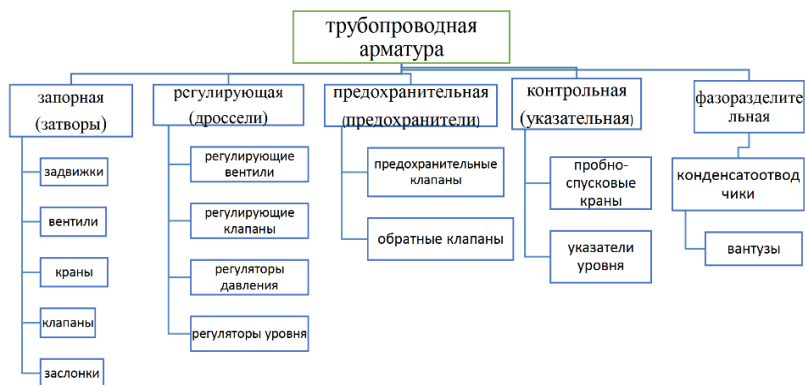 трубопроводная
арматура
запорная
(затворы)
задвижки
вентили
краны
клапаны
заслонки
регулирующая
(дроссели)
регулирующие
вентили
регулирующие
клапаны
регуляторы
давления
регуляторы уровня
предохранительная
(предохранители)
предохранительные
клапаны
обратные клапаны
контрольная
(указательная)
пробно-
спусковые
краны
указатели
уровня
фазоразделите
льная
конденсатоотвод
чики
вантузы